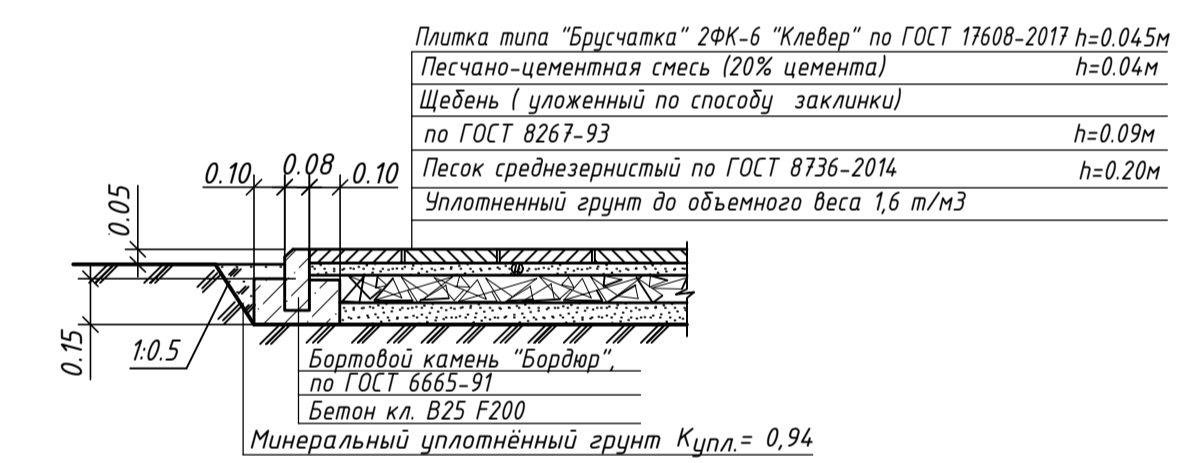 Плитка типа "Брусчатка" 2ФК-6 "Клевер" по ГОСТ 17608-2017 h=0.045м
Песчано-цементная смесь (20% цемента) h=0.04м
Щебень ( уложенный по способу заклинки)
по ГОСТ 8267-93 h=0.09м
Песок среднезернистый по ГОСТ 8736-2014 h=0.20м
Уплотненный грунт до объемного веса 1,6 т/м3
0.10 0.08 0.10
0.05
0.15
1:0.5
Бортовой камень "Бордюр",
по ГОСТ 6665-91
Бетон кл. В25 F200
Минеральный уплотнённый грунт Купл.= 0,94